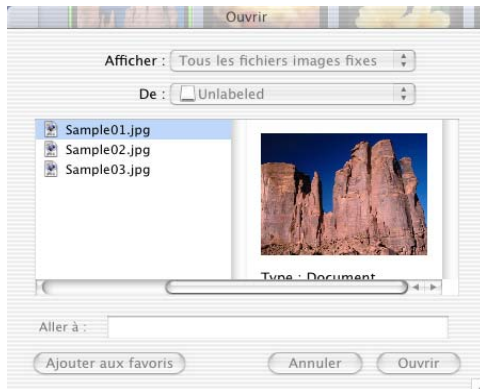 Ouvrir
Afficher : Tous les fichiers images fixes
De : Unlabeled
Sample01.jpg
Sample02.jpg
Sample03.jpg
Type : Document
Aller à :
Ajouter aux favoris Annuler Ouvrir